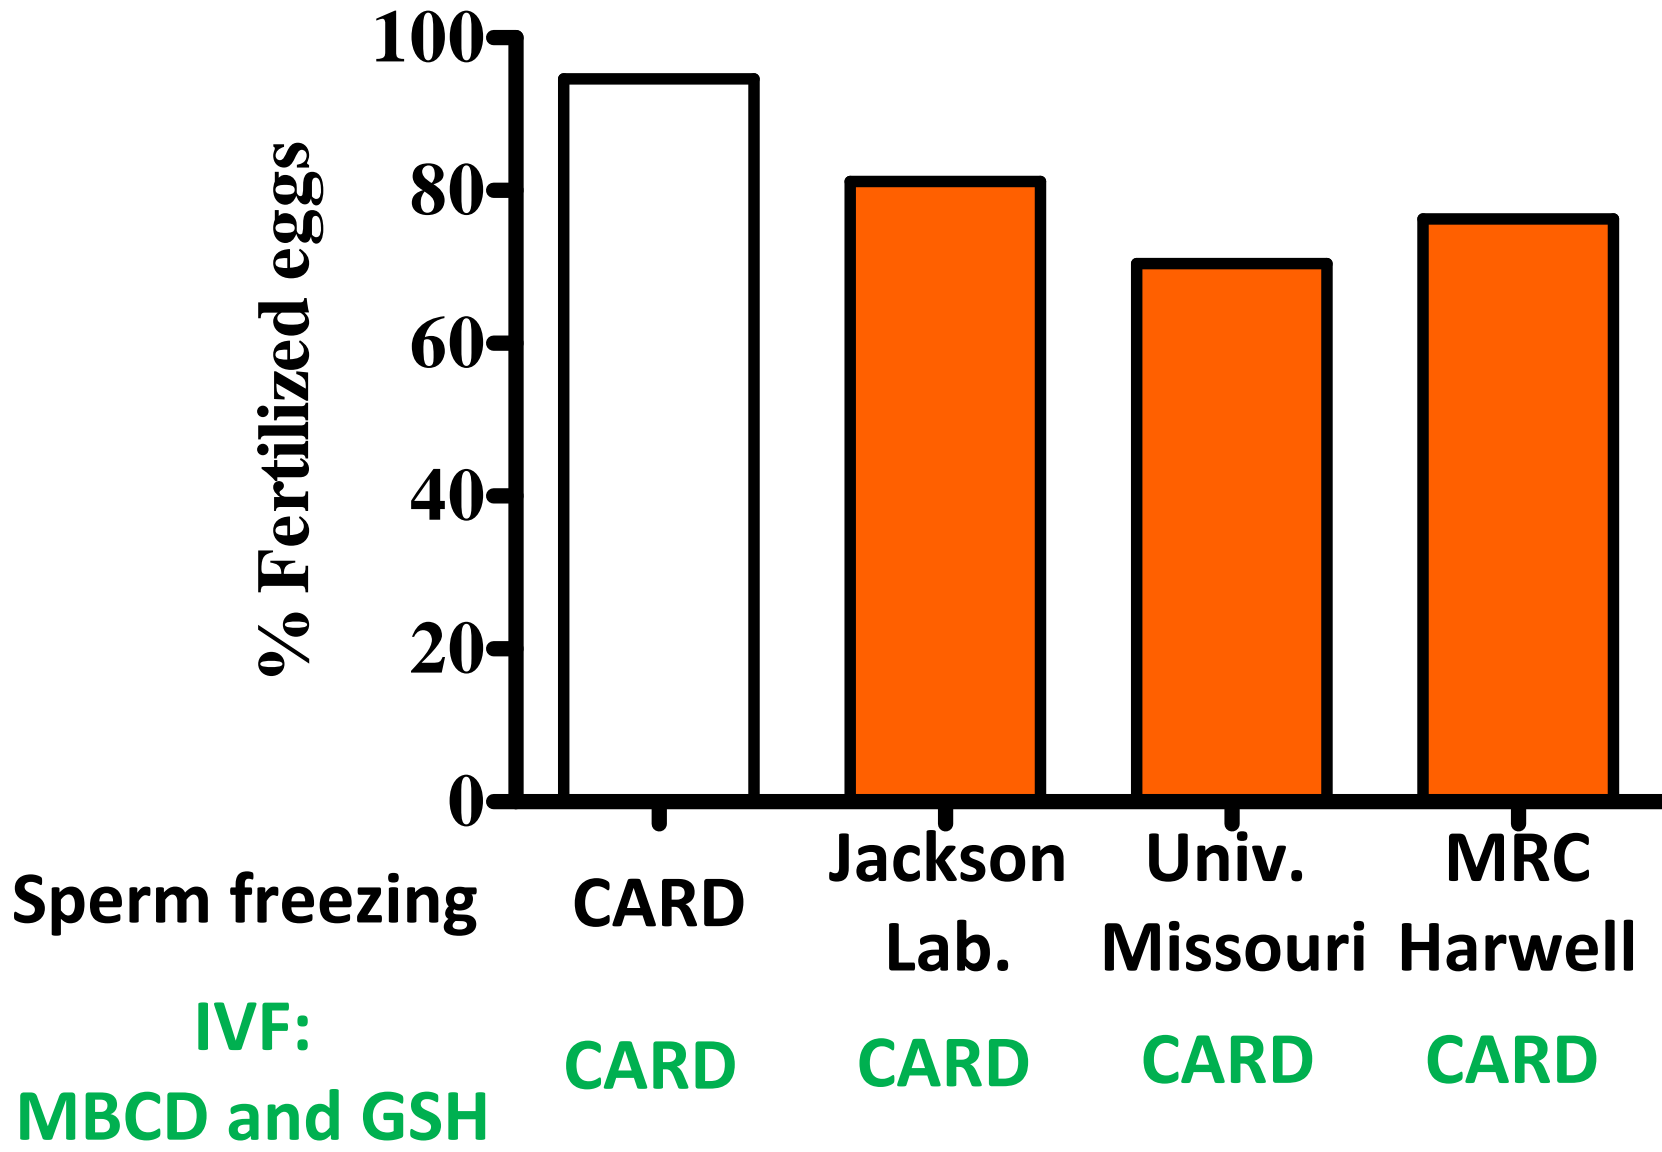 % Fertilized eggs
100
80
60
40
20
0
Sperm freezing
CARD
Jackson
Lab.
Univ.
Missouri
MRC
Harwell
IVF:
MBCD and GSH
CARD
CARD
CARD
CARD